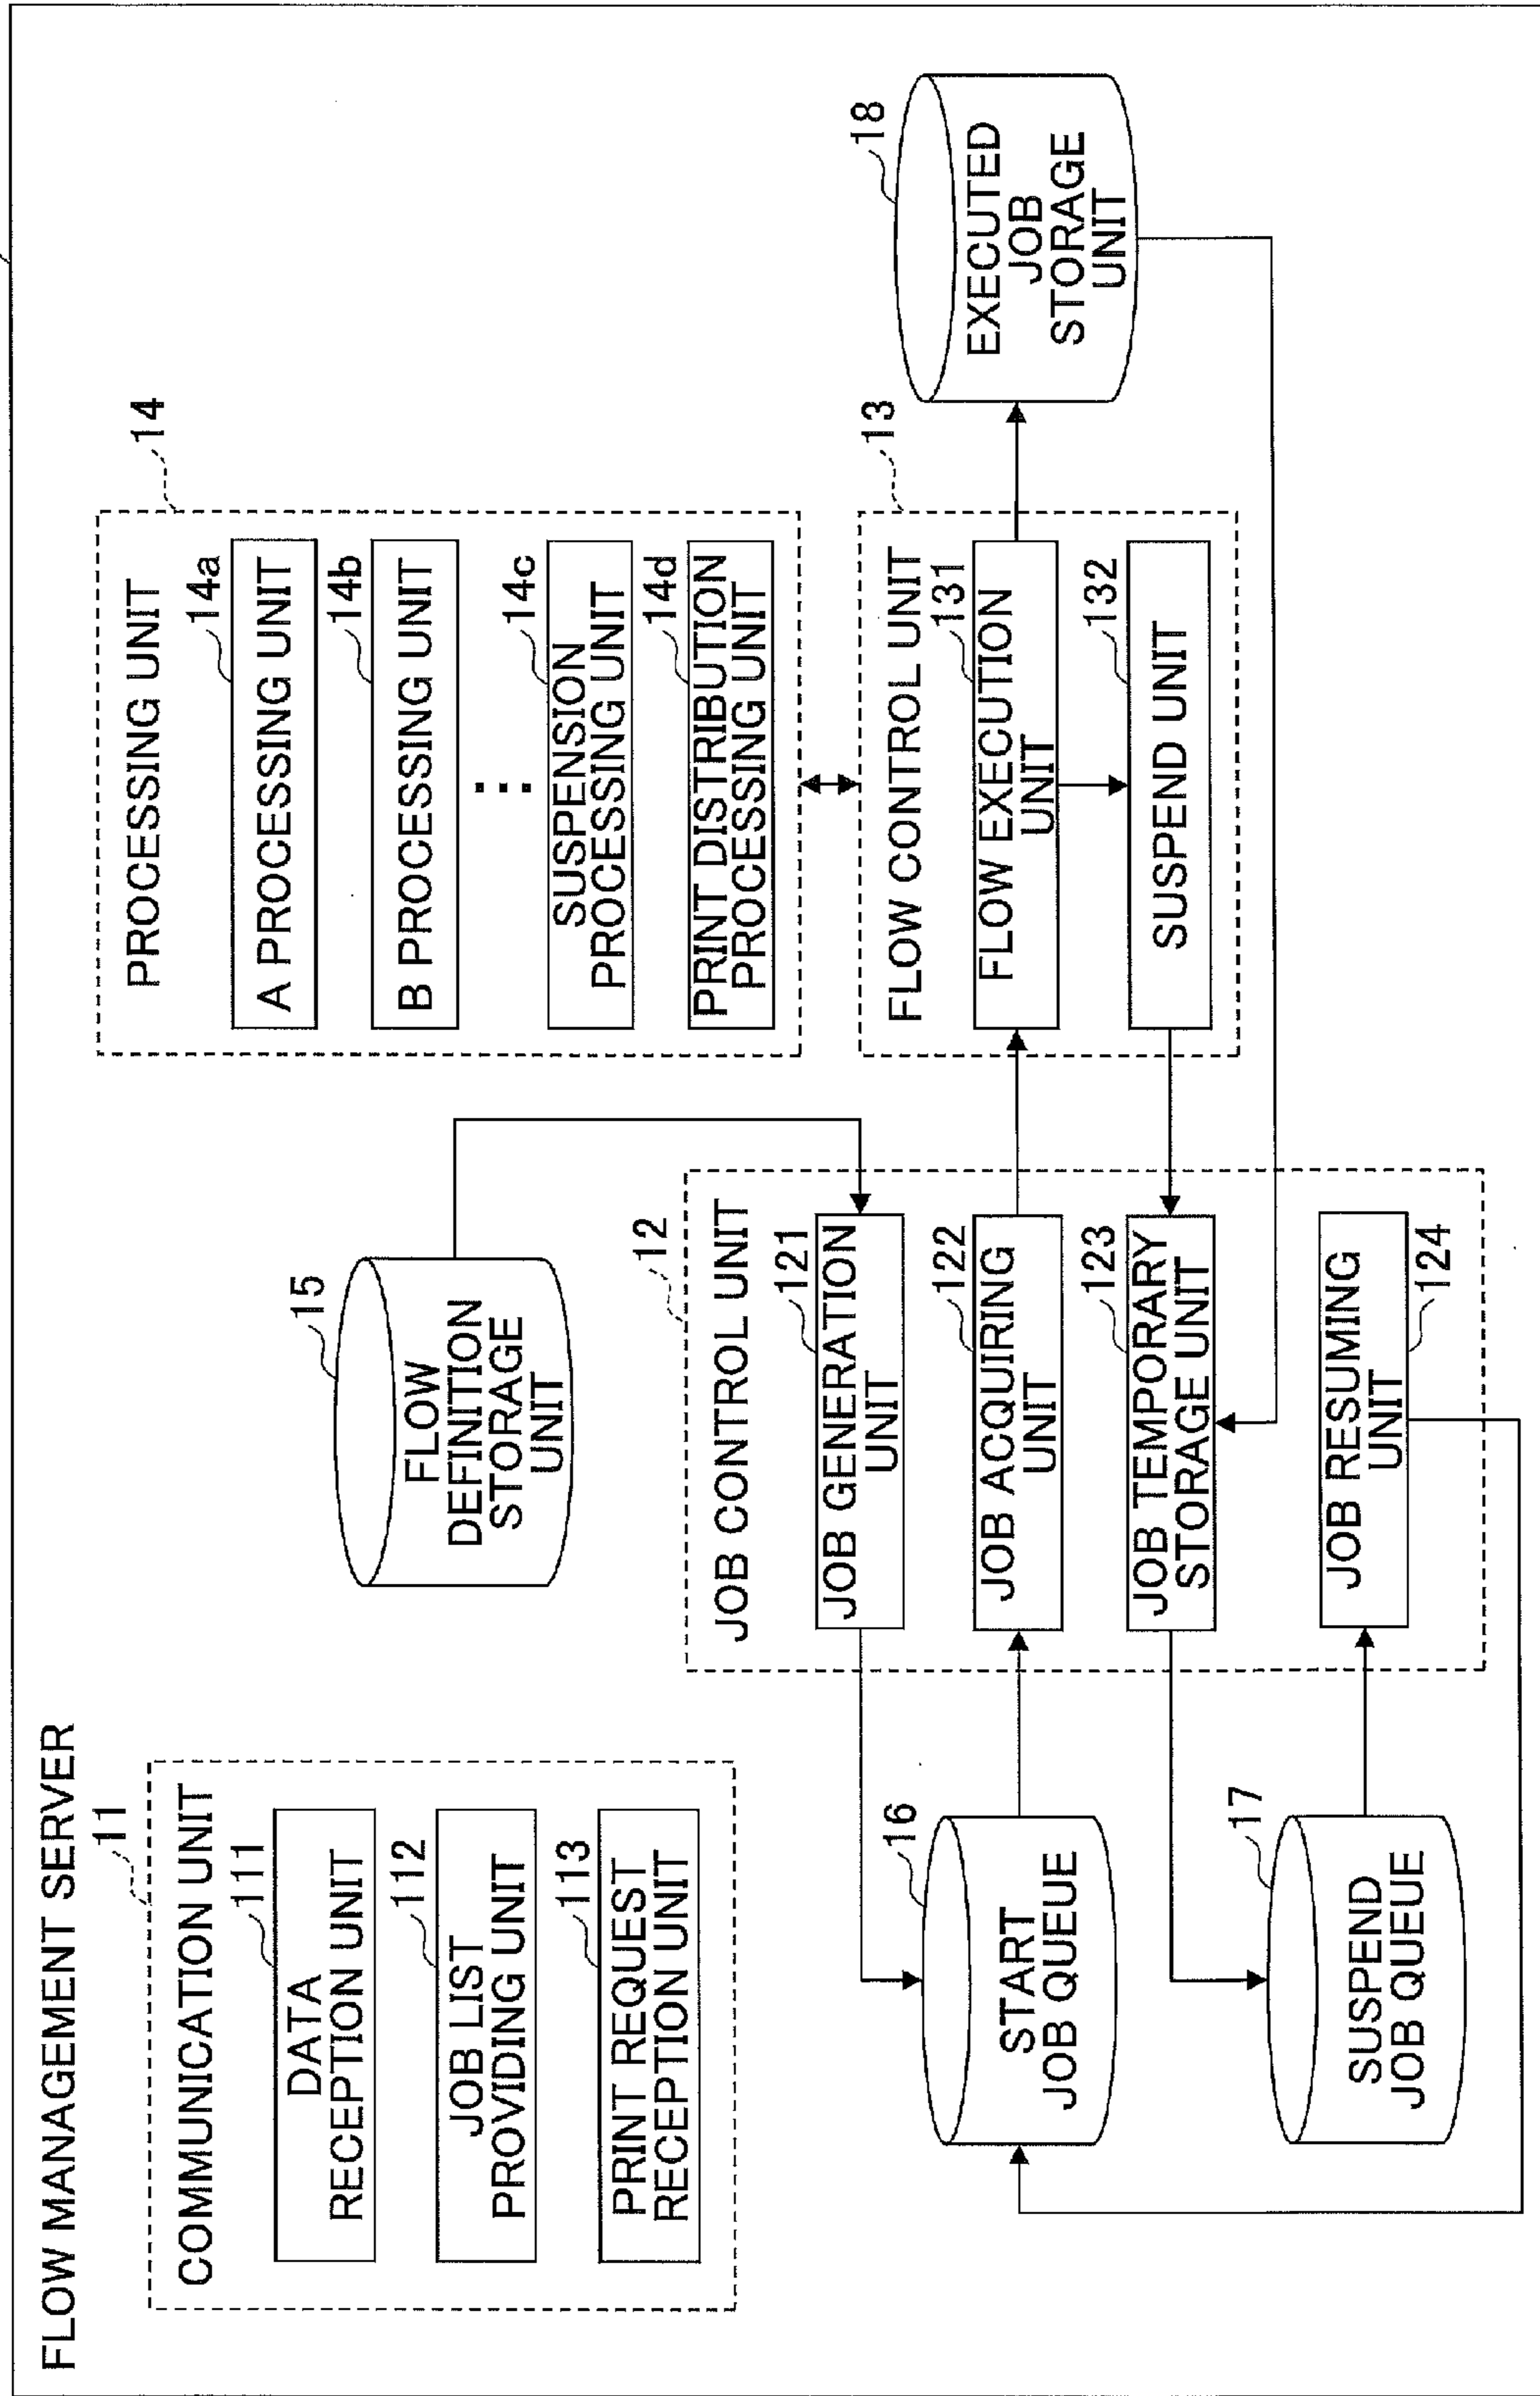 FLOW MANAGEMENT SERVER
11
COMMUNICATION UNIT
111
DATA
RECEPTION UNIT
112
JOB LIST
PROVIDING UNIT
113
PRINT REQUEST
RECEPTION UNIT
15
FLOW
DEFINITION
STORAGE
UNIT
14
PROCESSING UNIT
14a
A PROCESSING UNIT
14b
B PROCESSING UNIT
14c
SUSPENSION
PROCESSING UNIT
14d
PRINT DISTRIBUTION
PROCESSING UNIT
12
JOB CONTROL UNIT
121
JOB GENERATION
UNIT
122
JOB ACQUIRING
UNIT
123
JOB TEMPORARY
STORAGE UNIT
JOB RESUMING
UNIT
124
13
FLOW CONTROL UNIT
131
FLOW EXECUTION
UNIT
132
SUSPEND UNIT
18
EXECUTED
JOB
STORAGE
UNIT
16
START
JOB QUEUE
17
SUSPEND
JOB QUEUE